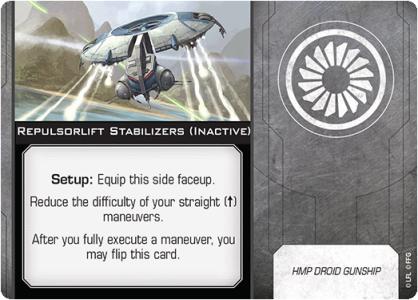 Repulsorlift Stabilizers (Inactive)
Setup: Equip this side faceup.
Reduce the difficulty of your straight (↑)
maneuvers.
After you fully execute a maneuver, you
may flip this card.
HMP DROID GUNSHIP
©LFL ©FFG